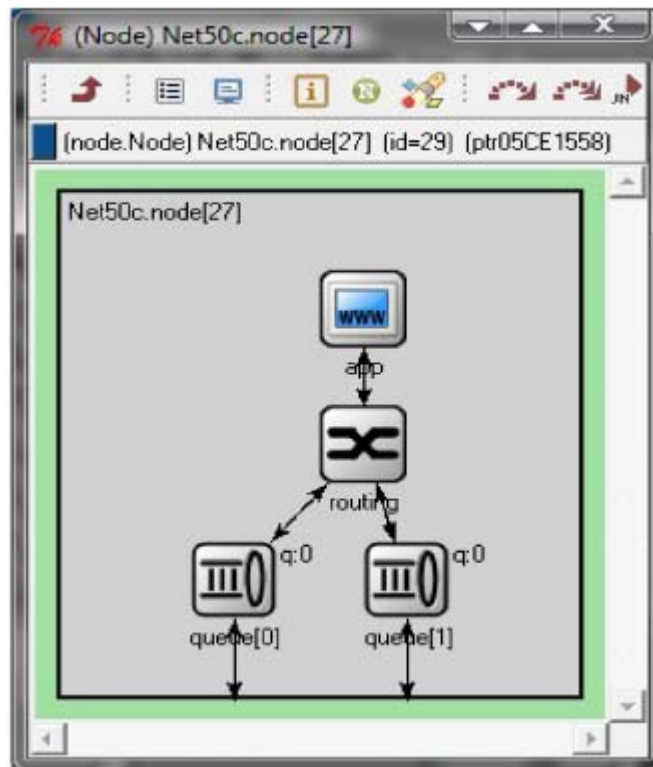 (Node) Net50c.node[27]
(node.Node) Net50c.node[27] (id=29) (ptr05CE1558)
Net50c.node[27]
www
app
routing
q:0
q:0
queue[0]
queue[1]